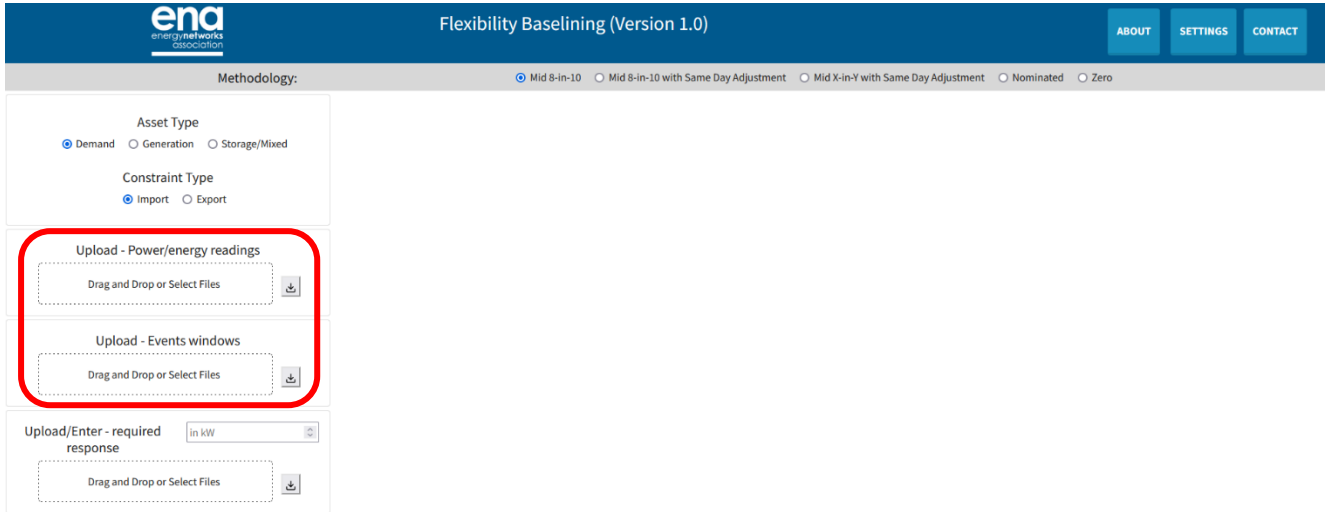 ena
energynetworks
association
Flexibility Baselining (Version 1.0)
ABOUT
SETTINGS
CONTACT
Methodology:
Mid 8-in-10
Mid 8-in-10 with Same Day Adjustment
Mid X-in-Y with Same Day Adjustment
Nominated
Zero
Asset Type
Demand
Generation
Storage/Mixed
Constraint Type
Import
Export
Upload - Power/energy readings
Drag and Drop or Select Files
Upload - Events windows
Drag and Drop or Select Files
Upload/Enter - required
response
in kW
Drag and Drop or Select Files